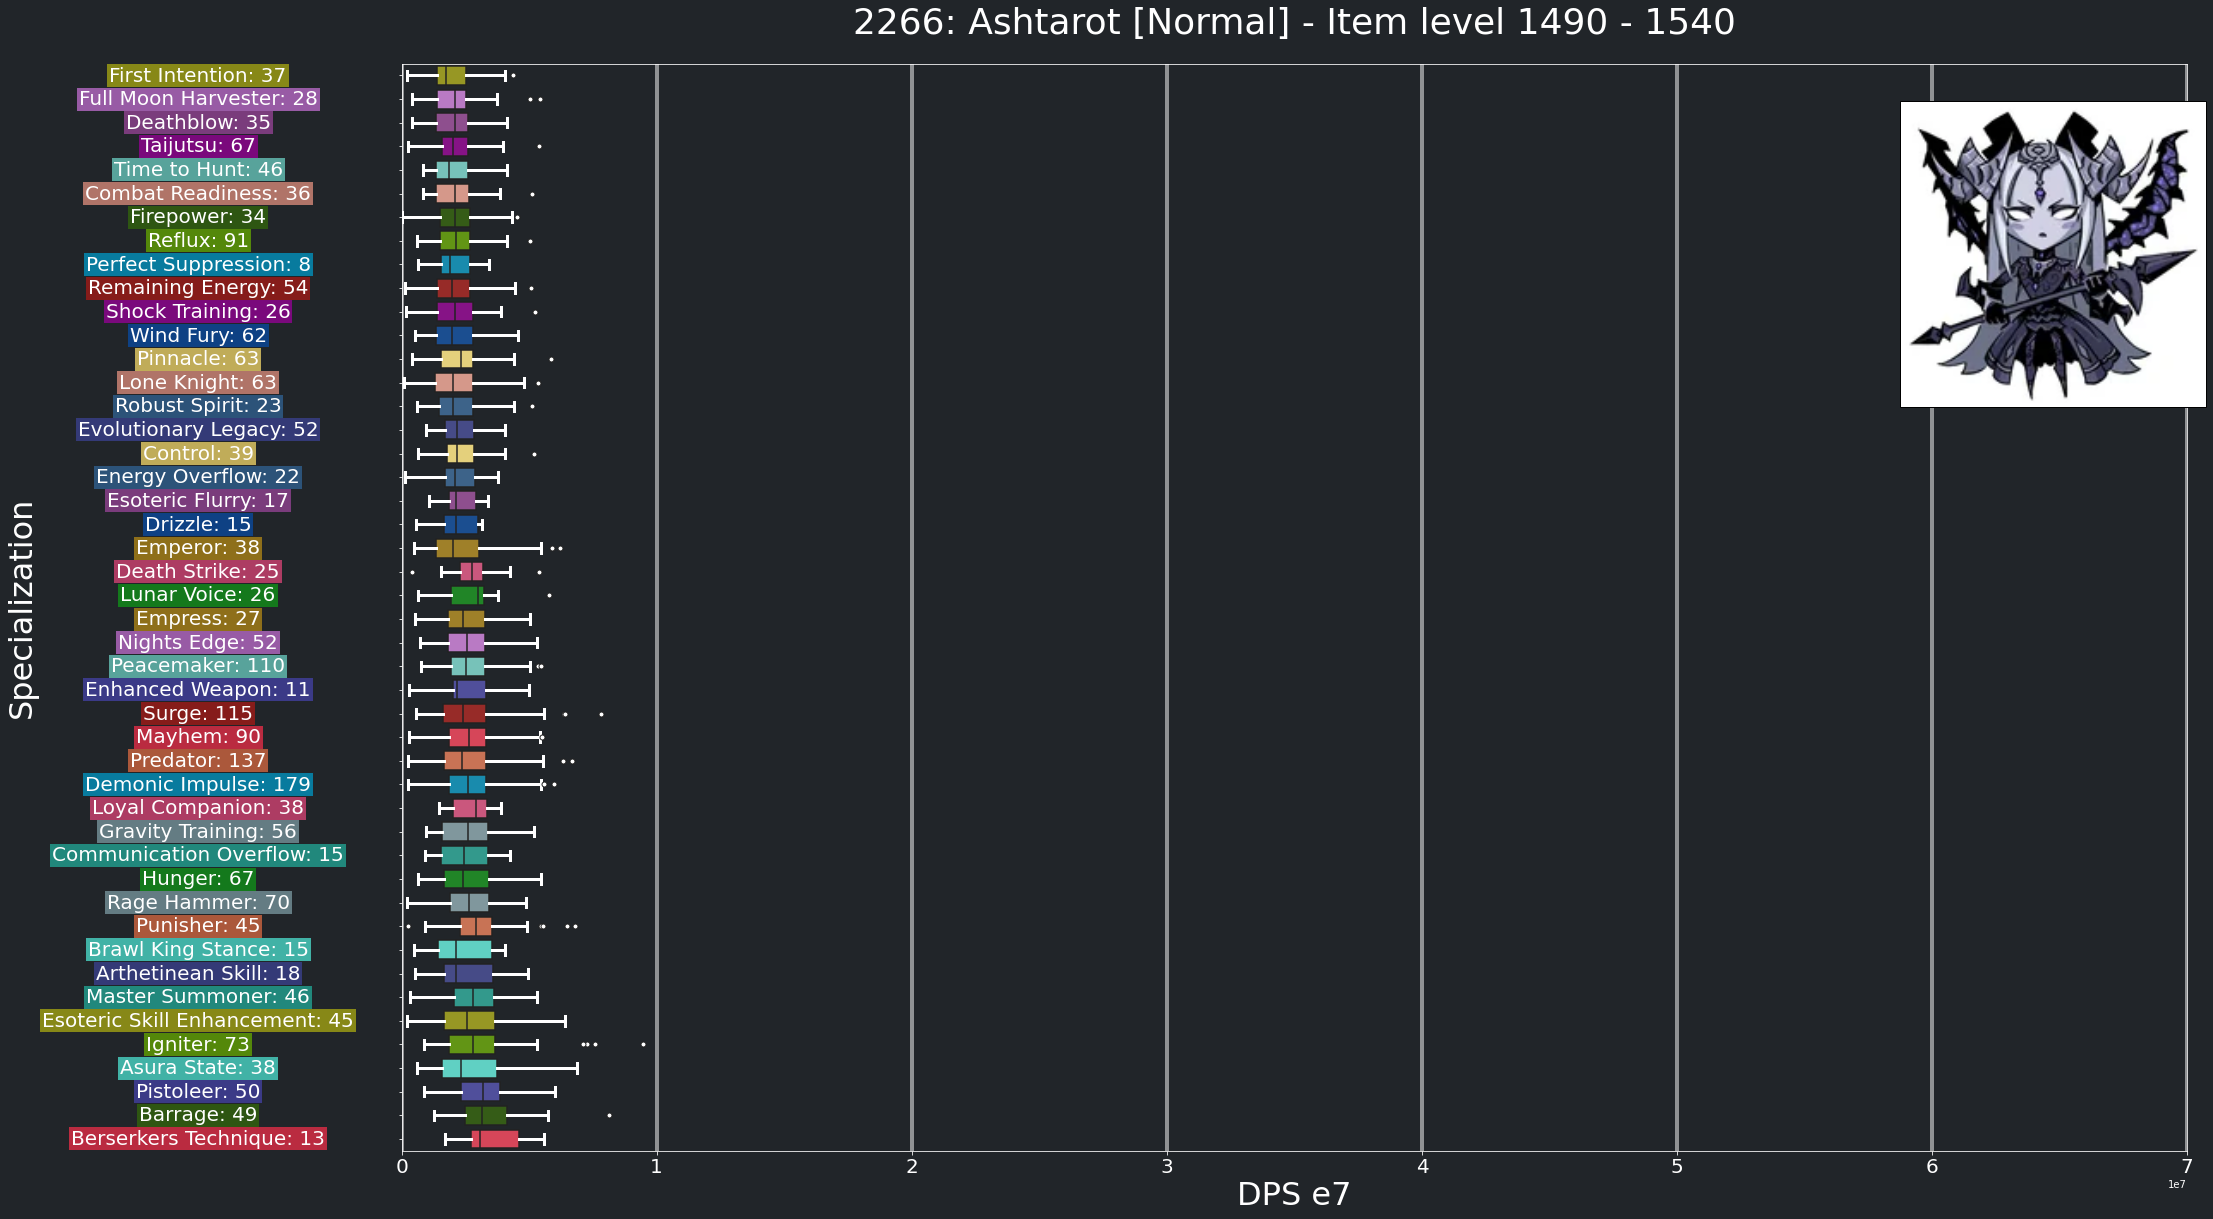 2266: Ashtarot [Normal] - Item level 1490 - 1540
First Intention: 37
Full Moon Harvester: 28
Deathblow: 35
Taijutsu: 67
Time to Hunt: 46
Combat Readiness: 36
Firepower: 34
Reflux: 91
Perfect Suppression: 8
Remaining Energy: 54
Shock Training: 26
Wind Fury: 62
Pinnacle: 63
Lone Knight: 63
Robust Spirit: 23
Evolutionary Legacy: 52
Control: 39
Energy Overflow: 22
Esoteric Flurry: 17
Drizzle: 15
Emperor: 38
Death Strike: 25
Lunar Voice: 26
Empress: 27
Nights Edge: 52
Peacemaker: 110
Enhanced Weapon: 11
Surge: 115
Mayhem: 90
Predator: 137
Demonic Impulse: 179
Loyal Companion: 38
Gravity Training: 56
Communication Overflow: 15
Hunger: 67
Rage Hammer: 70
Punisher: 45
Brawl King Stance: 15
Arthetinean Skill: 18
Master Summoner: 46
Esoteric Skill Enhancement: 45
Igniter: 73
Asura State: 38
Pistoleer: 50
Barrage: 49
Berserkers Technique: 13
Specialization
0 1 2 3 4 5 6 7
1e7
DPS e7